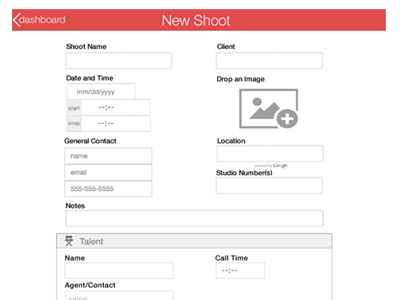 dashboard
New Shoot
Shoot Name
Client
Date and Time
mm/dd/yyyy
start --:--
wrap --:--
Drop an Image
General Contact
name
email
555-555-5555
Location
powered by Google
Studio Number(s)
Notes
Talent
Name
Call Time
--:--
Agent/Contact
name